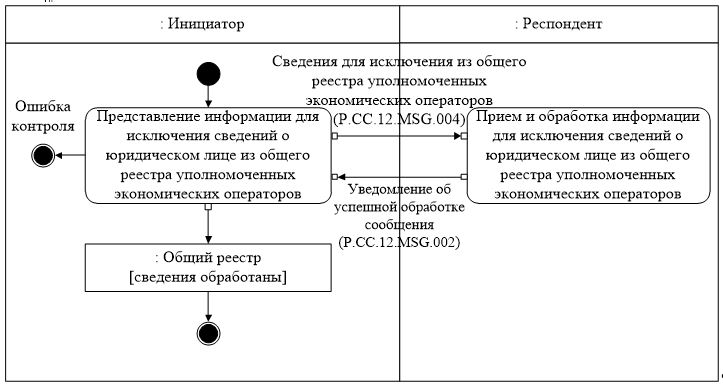 : Инициатор
: Респондент
Сведения для исключения из общего
реестра уполномоченных
экономических операторов
(P.CC.12.MSG.004)
Ошибка
контроля
Представление информации для
исключения сведений о
юридическом лице из общего
реестра уполномоченных
экономических операторов
Прием и обработка информации
для исключения сведений о
юридическом лице из общего
реестра уполномоченных
экономических операторов
Уведомление об
успешной обработке
сообщения
(P.CC.12.MSG.002)
: Общий реестр
[сведения обработаны]